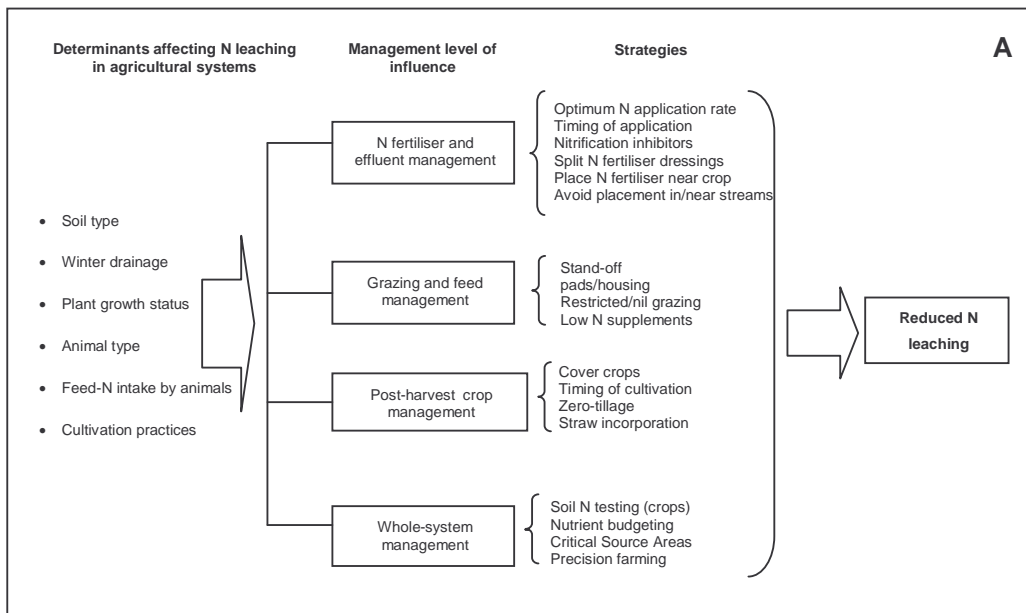 Determinants affecting N leaching
in agricultural systems
Management level of
influence
Strategies
A
• Soil type
• Winter drainage
• Plant growth status
• Animal type
• Feed-N intake by animals
• Cultivation practices
N fertiliser and
effluent management
Optimum N application rate
Timing of application
Nitrification inhibitors
Split N fertiliser dressings
Place N fertiliser near crop
Avoid placement in/near streams
Grazing and feed
management
Stand-off
pads/housing
Restricted/nil grazing
Low N supplements
Post-harvest crop
management
Cover crops
Timing of cultivation
Zero-tillage
Straw incorporation
Whole-system
management
Soil N testing (crops)
Nutrient budgeting
Critical Source Areas
Precision farming
Reduced N
leaching